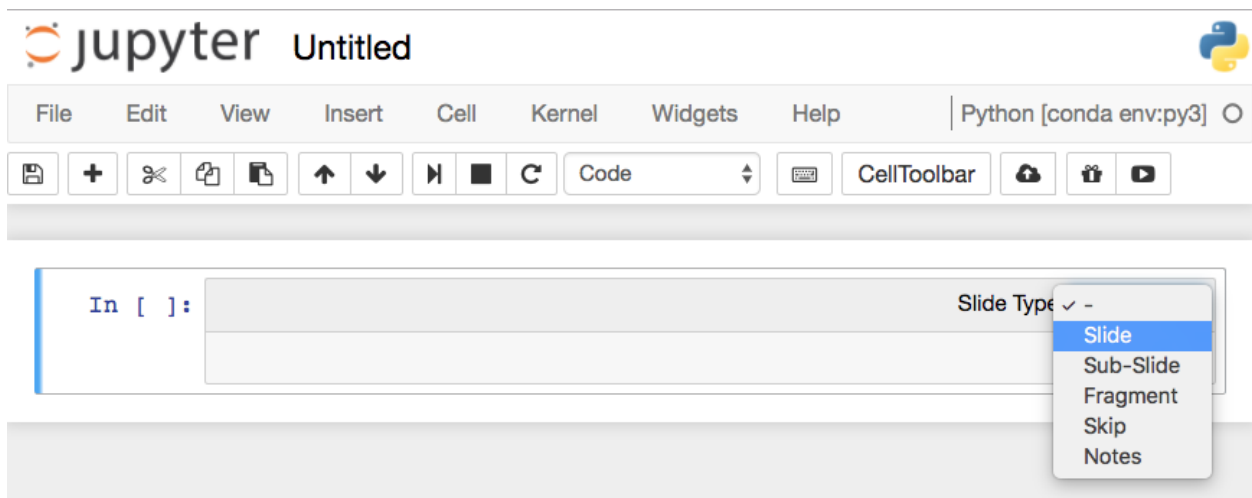 jupyter Untitled
File Edit View Insert Cell Kernel Widgets Help Python [conda env:py3]
Code CellToolbar
In [ ]: Slide Type ✓ -
Slide
Sub-Slide
Fragment
Skip
Notes